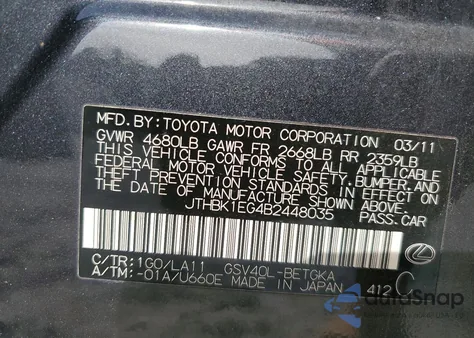 MFD. BY: TOYOTA MOTOR CORPORATION 03/11
GVWR 4680LB GAWR FR 2668LB RR 2359LB
THIS VEHICLE CONFORMS TO ALL APPLICABLE
FEDERAL MOTOR VEHICLE SAFETY, BUMPER, AND
THEFT PREVENTION STANDARDS IN EFFECT ON
THE DATE OF MANUFACTURE SHOWN ABOVE.
JTHBK1EG4B2448035 PASS.CAR
C/TR: 1G0/LA11 GSV40L-BETGKA
A/TM: -01A/U660E MADE IN JAPAN 412C
AutoSnap